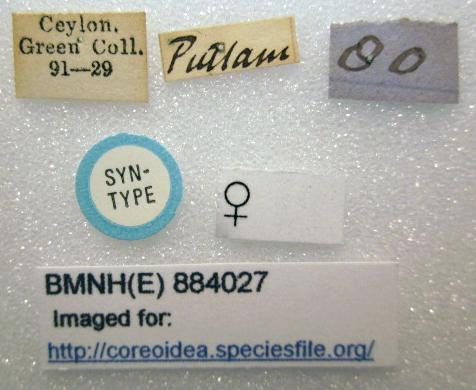 Ceylon.
Green Coll.
91—29
Putlam
80
SYN-
TYPE
♀
BMNH(E) 884027
Imaged for:
http://coreoidea.speciesfile.org/